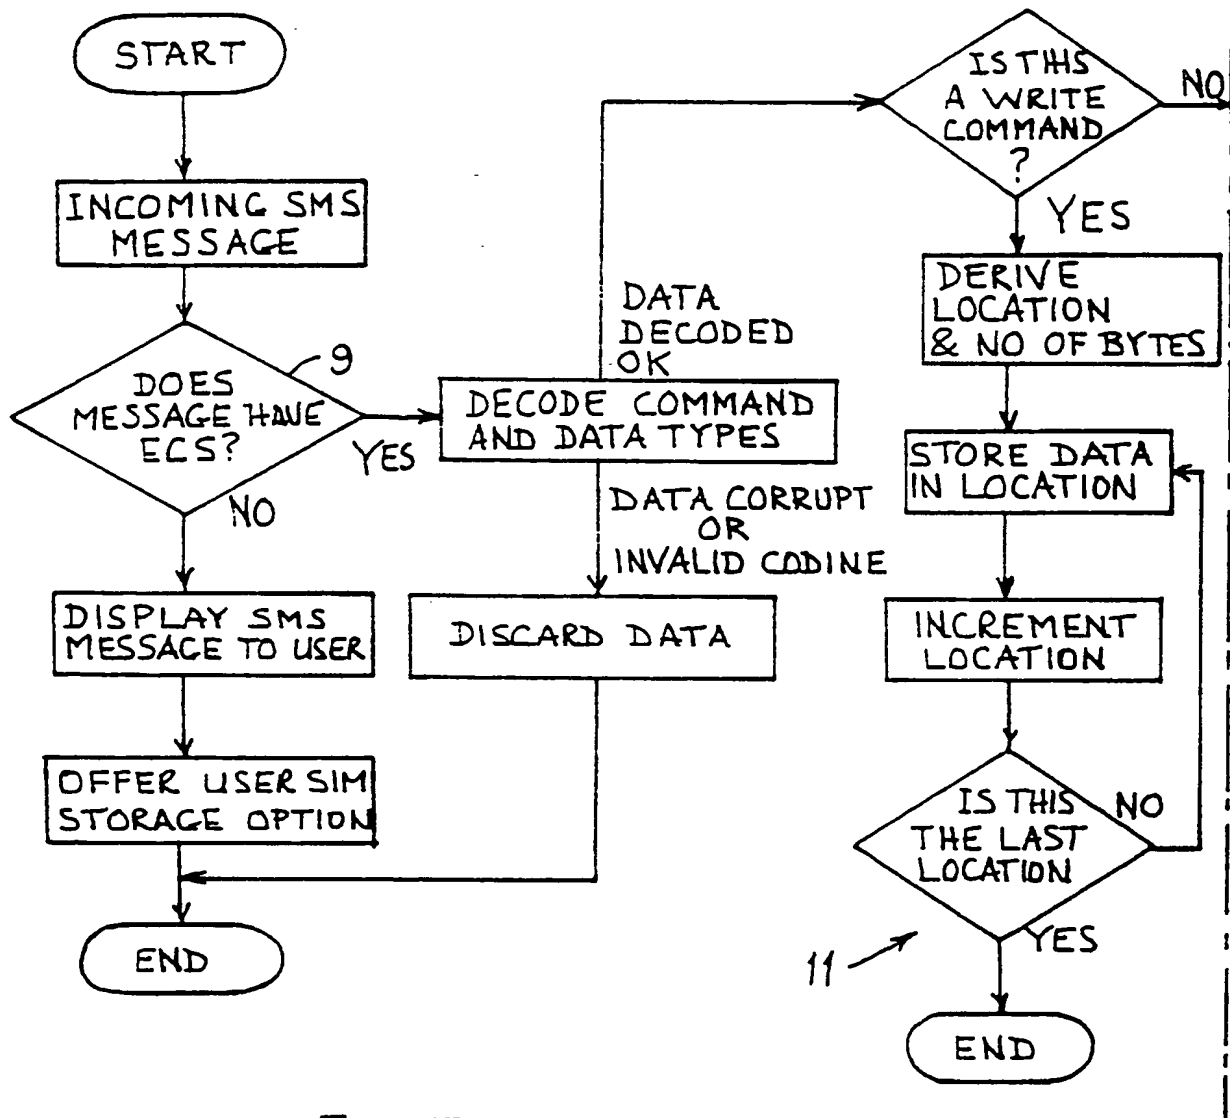 START
INCOMING SMS
MESSAGE
9
DOES
MESSAGE HAVE
ECS?
YES
NO
DISPLAY SMS
MESSAGE TO USER
OFFER USER SIM
STORAGE OPTION
END
DATA
DECODED
OK
DECODE COMMAND
AND DATA TYPES
DATA CORRUPT
OR
INVALID CODINE
DISCARD DATA
IS THIS
A WRITE
COMMAND
?
NO
YES
DERIVE
LOCATION
& NO OF BYTES
STORE DATA
IN LOCATION
INCREMENT
LOCATION
IS THIS
THE LAST
LOCATION
NO
YES
11
END